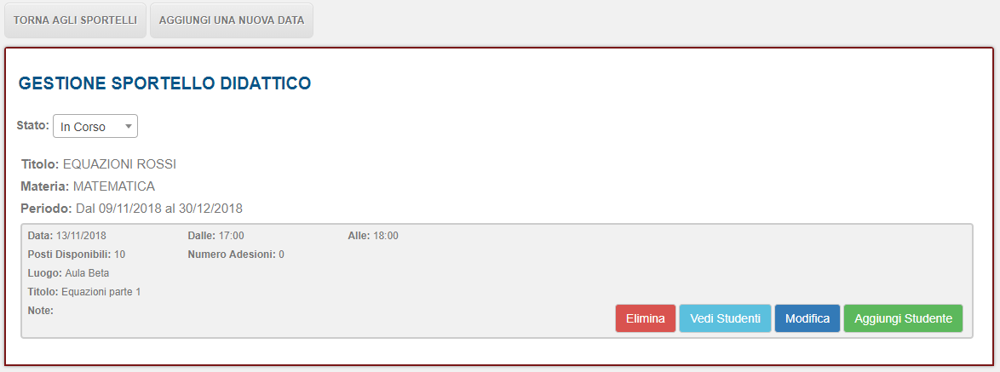 TORNA AGLI SPORTELLI AGGIUNGI UNA NUOVA DATA
GESTIONE SPORTELLO DIDATTICO
Stato: In Corso
Titolo: EQUAZIONI ROSSI
Materia: MATEMATICA
Periodo: Dal 09/11/2018 al 30/12/2018
Data: 13/11/2018 Dalle: 17:00 Alle: 18:00
Posti Disponibili: 10 Numero Adesioni: 0
Luogo: Aula Beta
Titolo: Equazioni parte 1
Note:
Elimina Vedi Studenti Modifica Aggiungi Studente